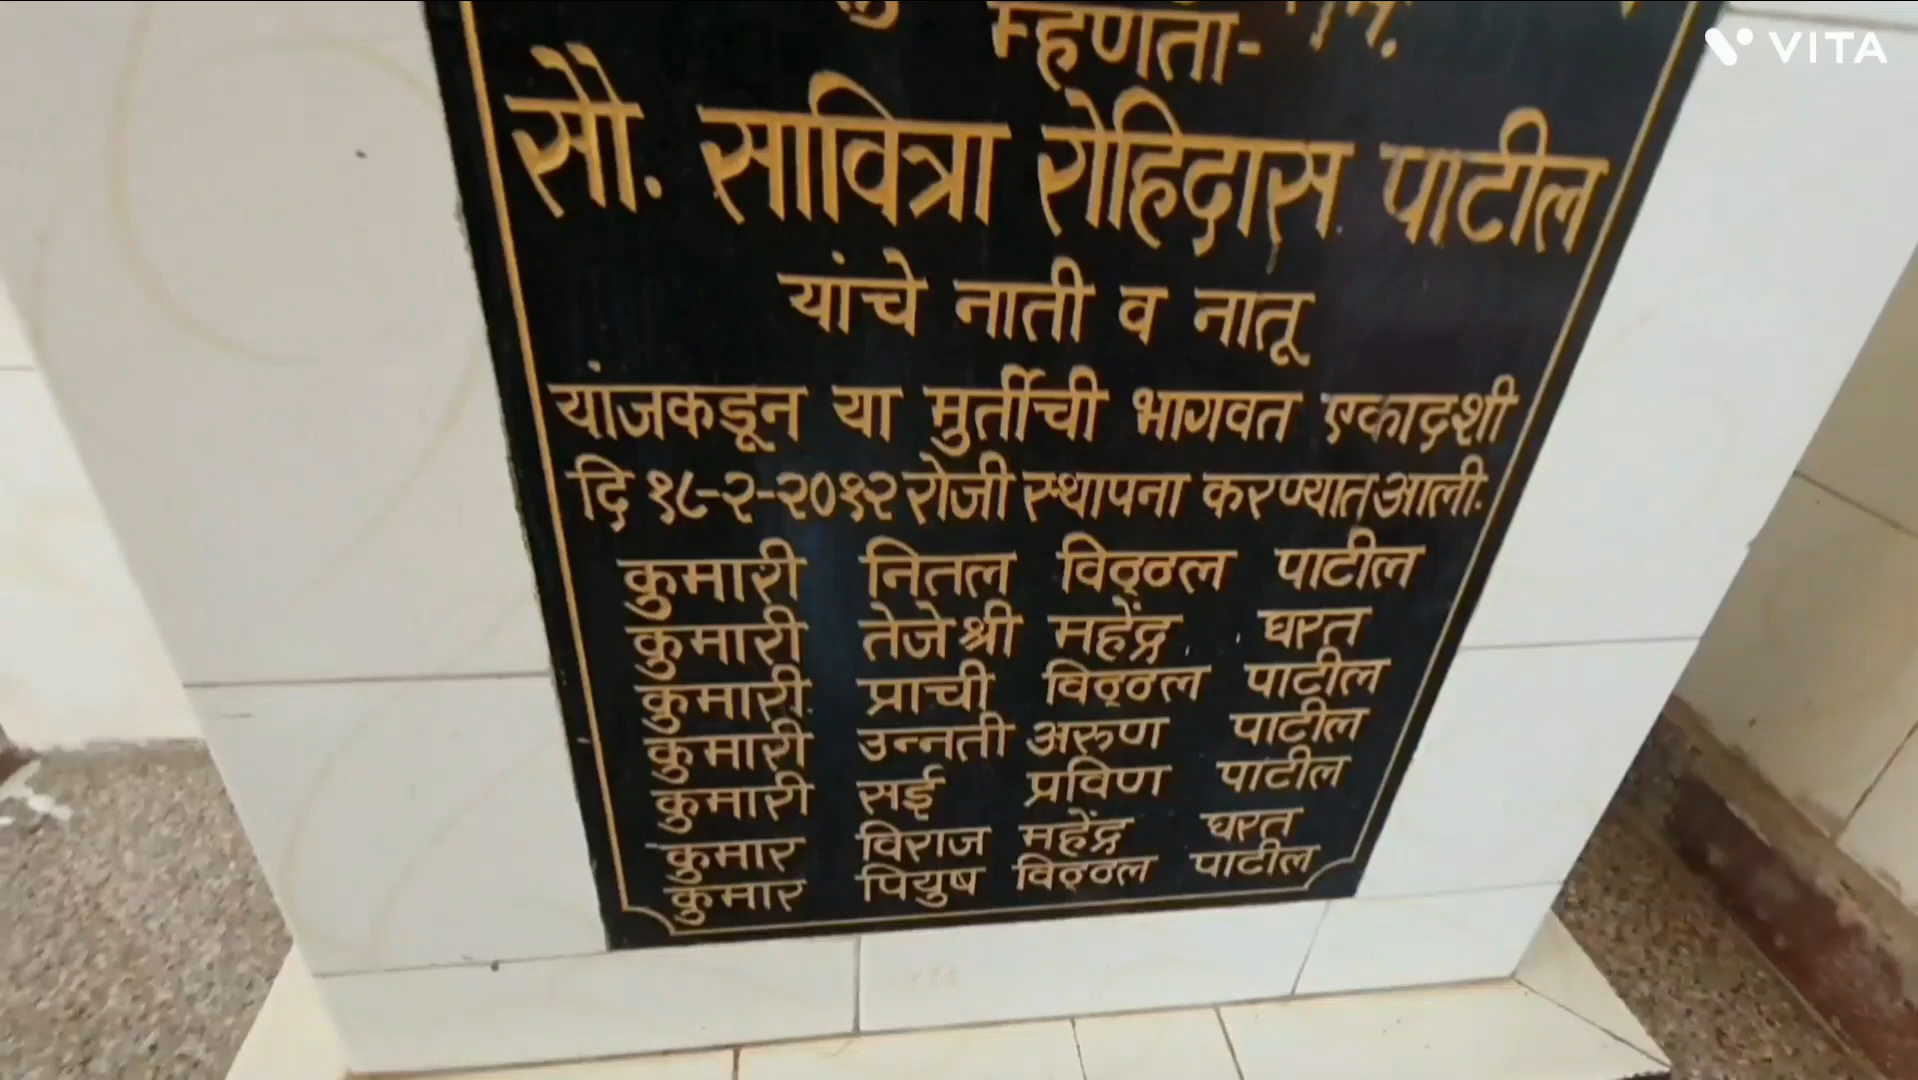 VITA
म्हणता-
सौ. सावित्रा रोहिदास पाटील
यांचे नाती व नातू
यांजकडून या मुर्तीची भागवत एकादशी
दि १८-२-२०१२ रोजी स्थापना करण्यात आली.
कुमारी नितल विठ्ठल पाटील
कुमारी तेजेश्री महेंद्र घरत
कुमारी प्राची विठ्ठल पाटील
कुमारी उन्नती अरुण पाटील
कुमारी सई प्रविण पाटील
कुमार विराज महेंद्र घरत
कुमार पियुष विठ्ठल पाटील